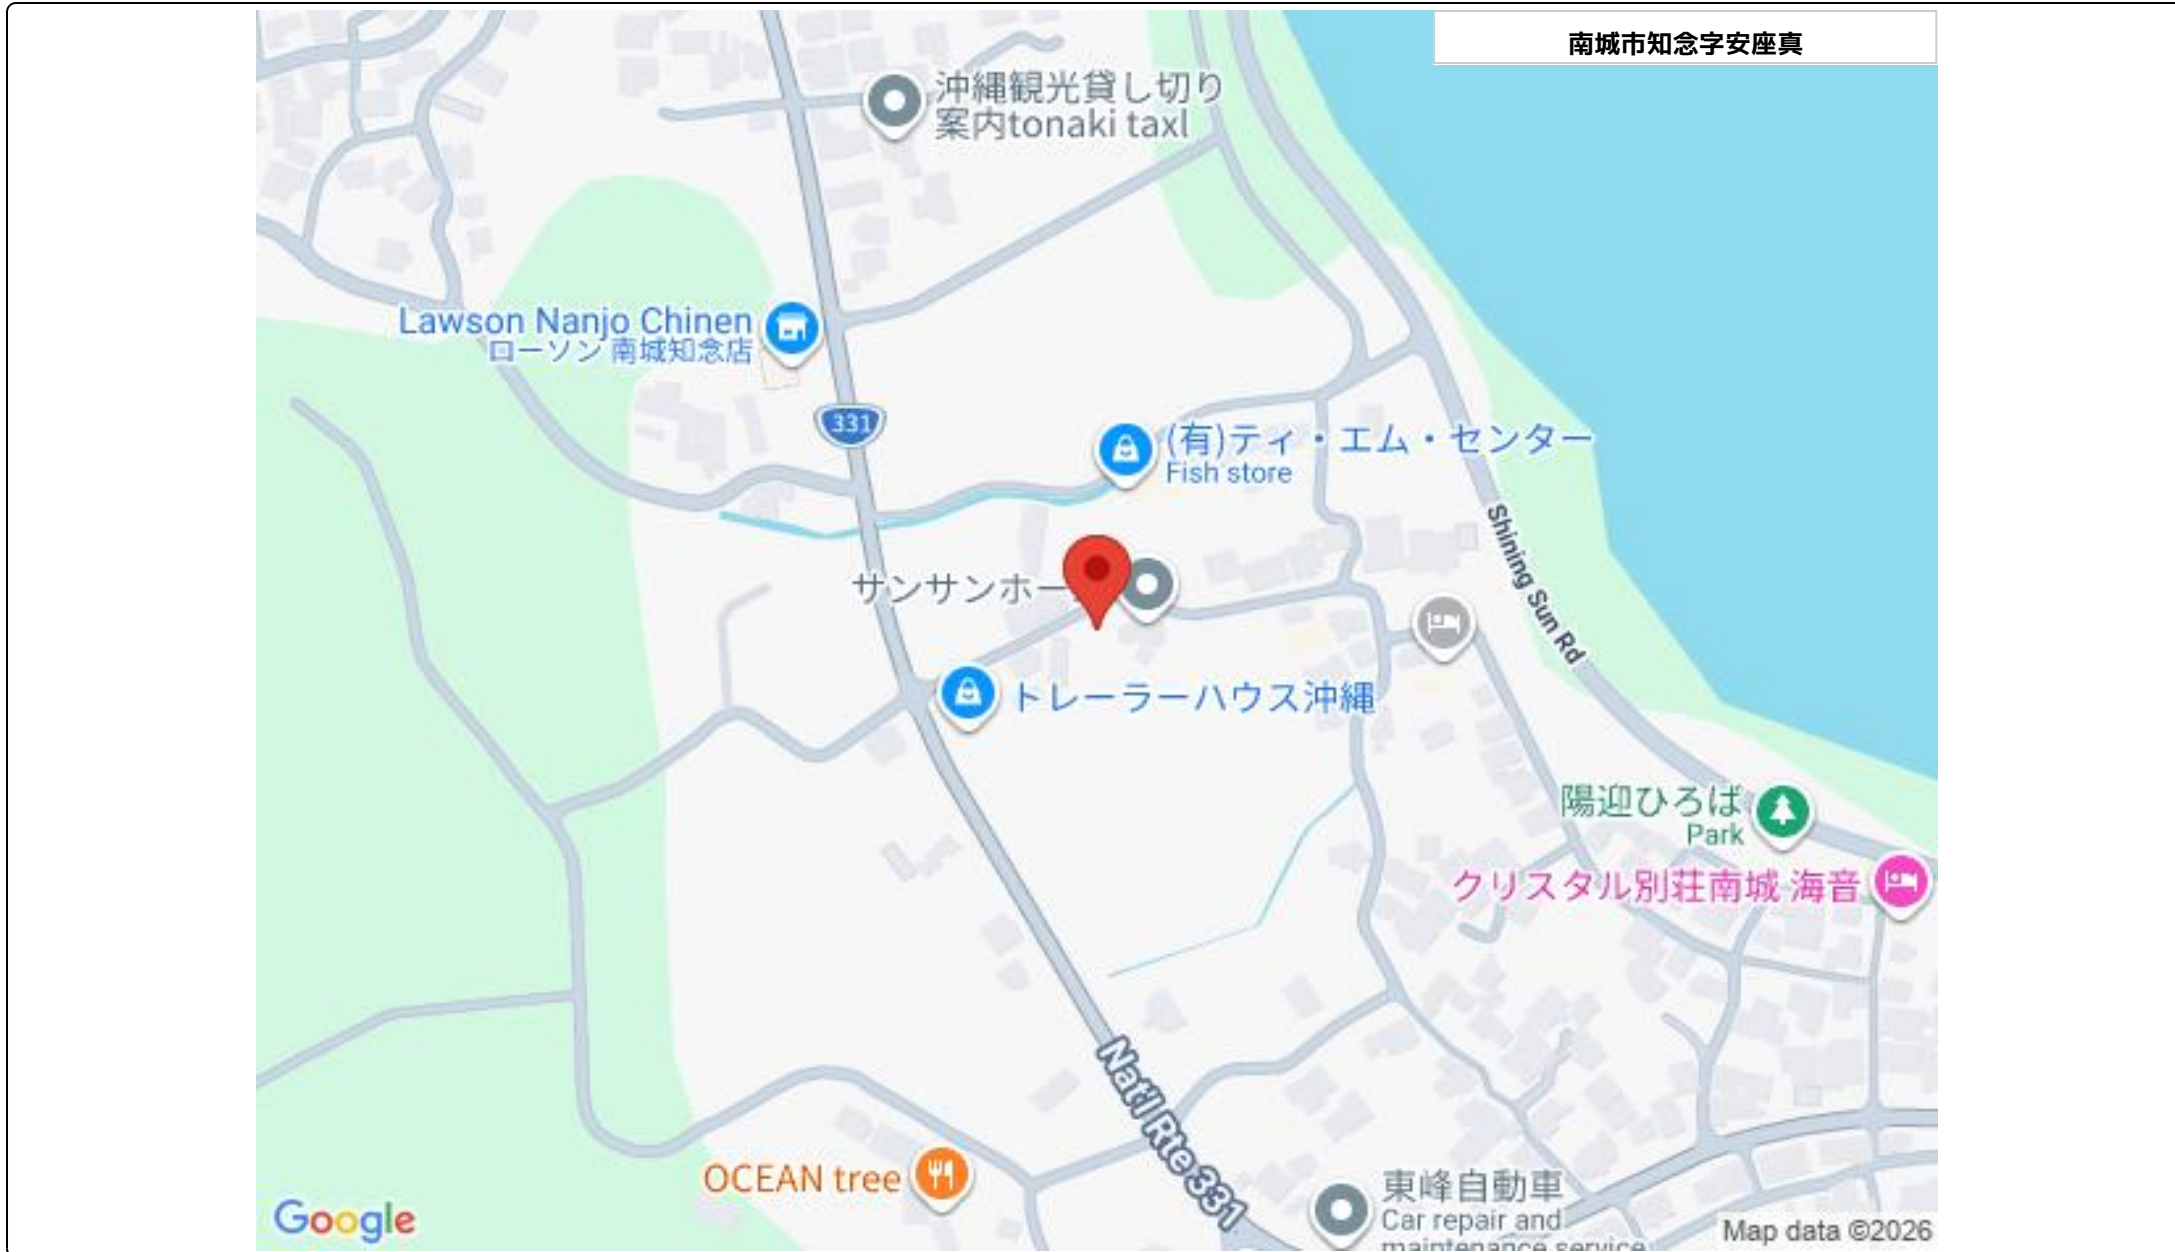 南城市知念字安座真
沖縄観光貸し切り
案内tonaki taxl
Lawson Nanjo Chinen
ローソン 南城知念店
331
(有)ティ・エム・センター
Fish store
Shining Sun Rd
サンサンホー
トレーラーハウス沖縄
陽迎ひろば
Park
クリスタル別荘南城 海音
Nat'l Rte 331
OCEAN tree
東峰自動車
Car repair and
maintenance service
Google
Map data ©2026